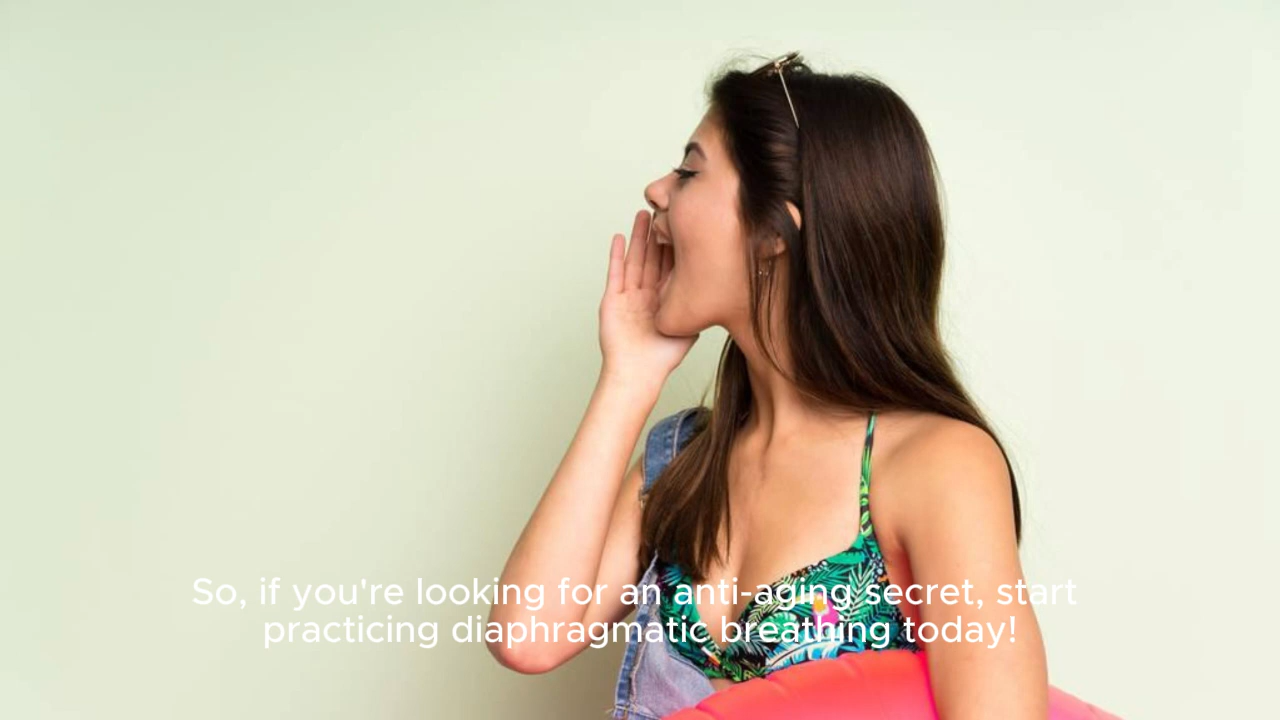 So, if you're looking for an anti-aging secret, start
practicing diaphragmatic breathing today!